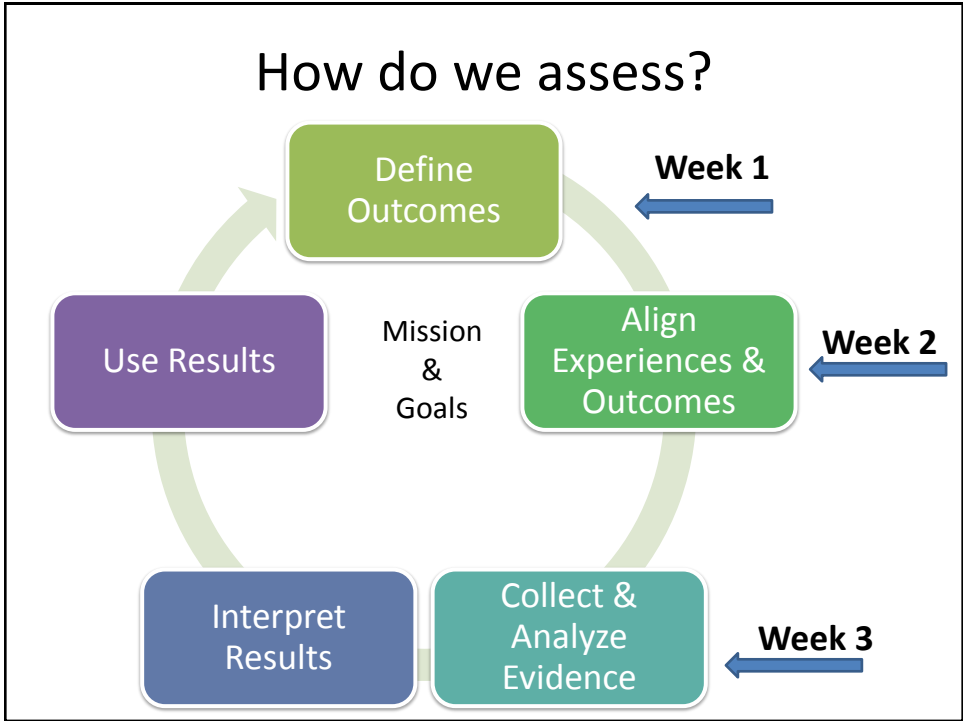 How do we assess?
Define
Outcomes
Week 1
Align
Experiences &
Outcomes
Week 2
Mission
&
Goals
Use Results
Collect &
Analyze
Evidence
Week 3
Interpret
Results